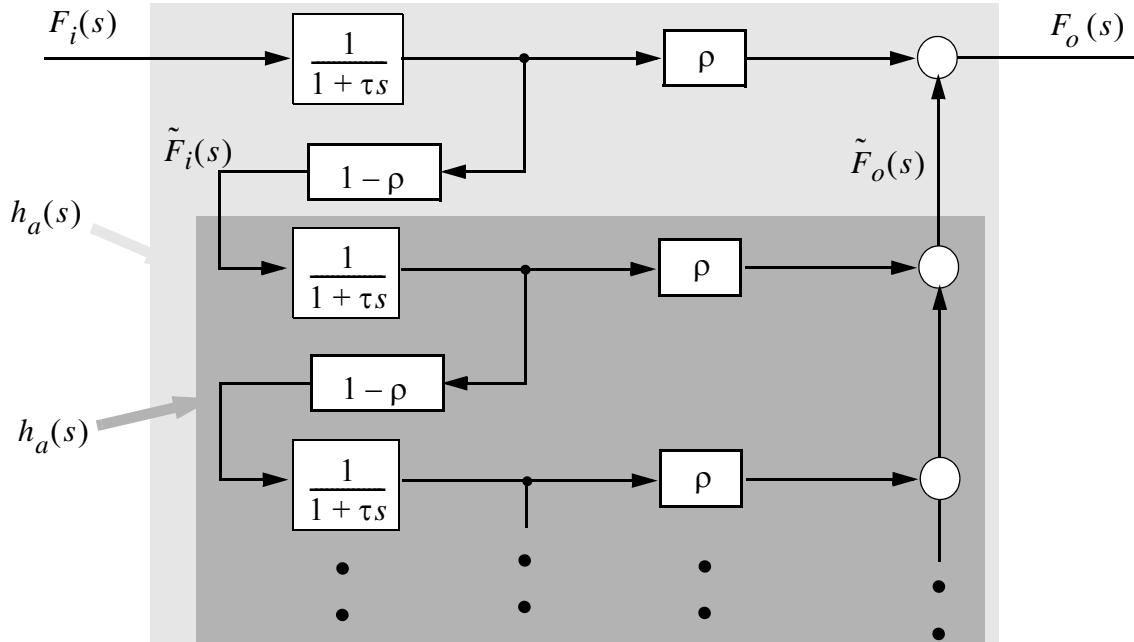 F_i(s)
F_o(s)
1
1 + τs
ρ
F̃_i(s)
1 – ρ
F̃_o(s)
h_a(s)
1
1 + τs
ρ
1 – ρ
h_a(s)
1
1 + τs
ρ